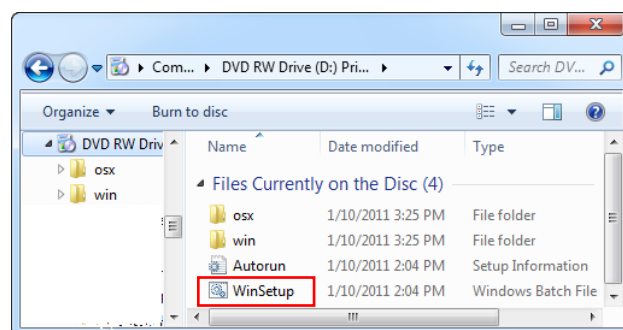 Com... DVD RW Drive (D:) Pri... Search DV...
Organize Burn to disc
DVD RW Driv
osx
win
Name Date modified Type
Files Currently on the Disc (4)
osx 1/10/2011 3:25 PM File folder
win 1/10/2011 3:25 PM File folder
Autorun 1/10/2011 2:04 PM Setup Information
WinSetup 1/10/2011 2:04 PM Windows Batch File